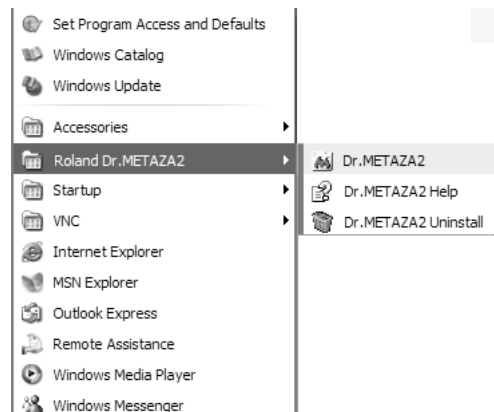 Set Program Access and Defaults
Windows Catalog
Windows Update
Accessories
Roland Dr.METAZA2
Startup
VNC
Internet Explorer
MSN Explorer
Outlook Express
Remote Assistance
Windows Media Player
Windows Messenger
Dr.METAZA2
Dr.METAZA2 Help
Dr.METAZA2 Uninstall